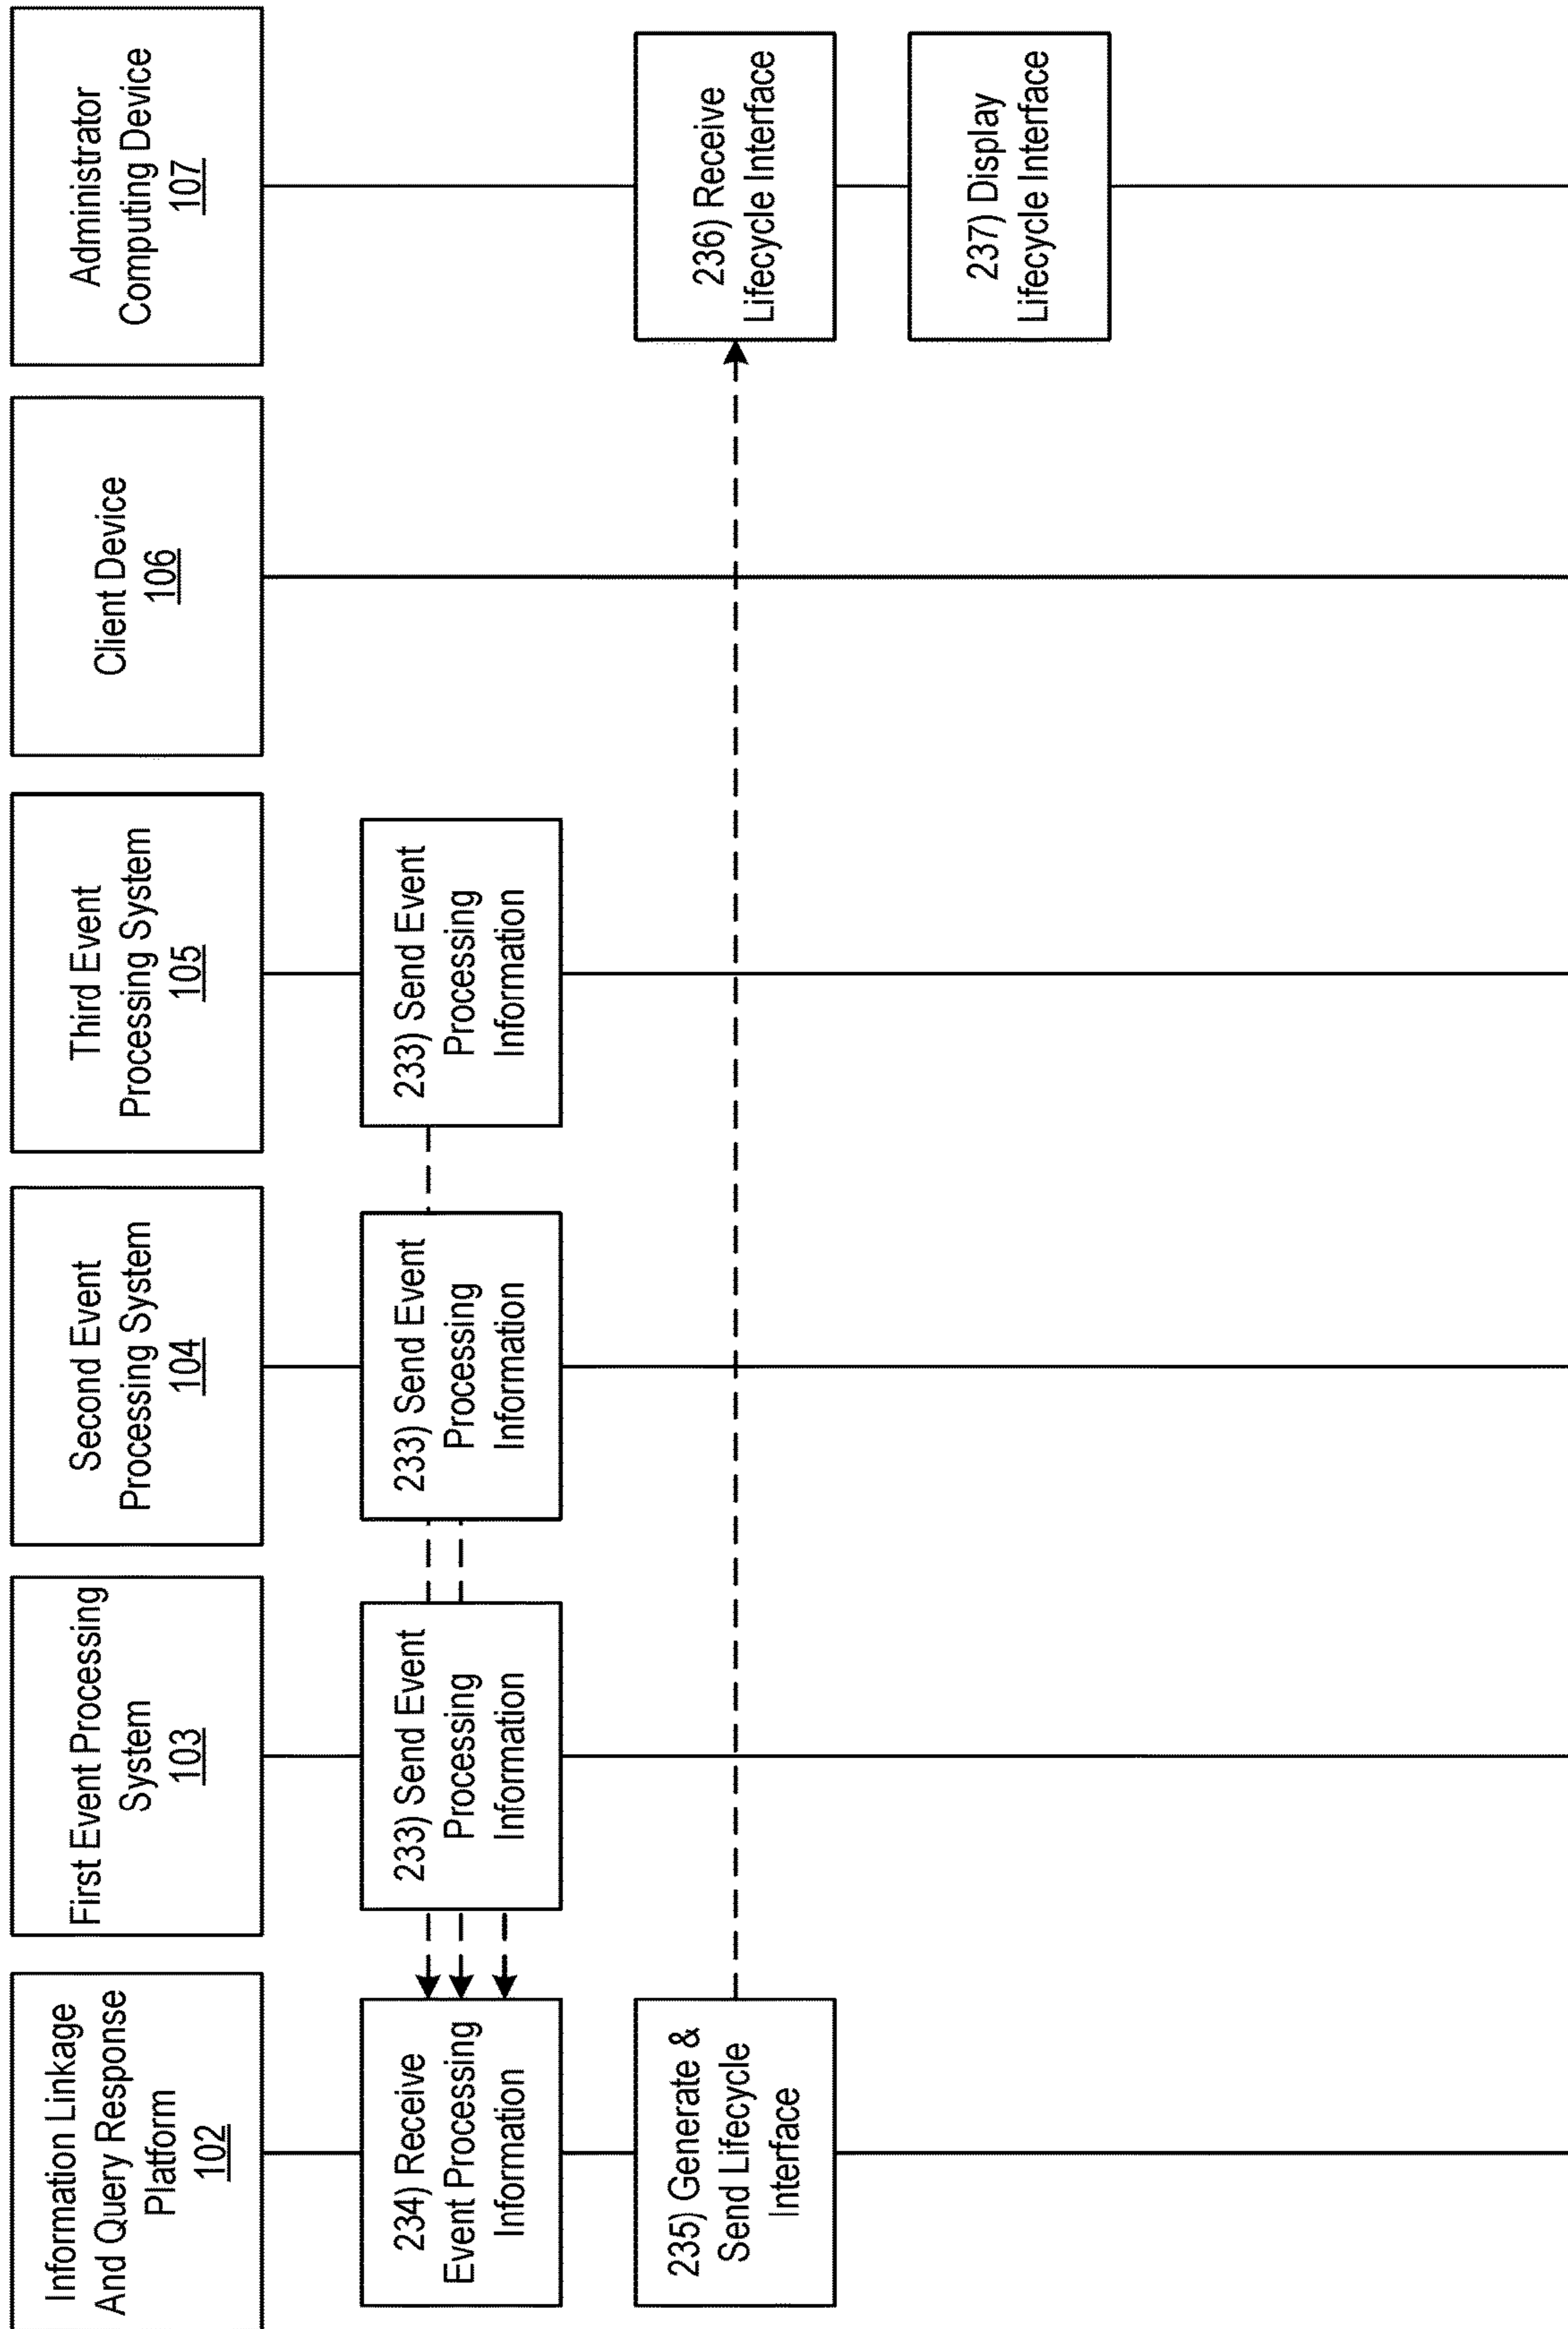 Information Linkage
And Query Response
Platform
102
First Event Processing
System
103
Second Event
Processing System
104
Third Event
Processing System
105
Client Device
106
Administrator
Computing Device
107
234) Receive
Event Processing
Information
233) Send Event
Processing
Information
233) Send Event
Processing
Information
233) Send Event
Processing
Information
235) Generate &
Send Lifecycle
Interface
236) Receive
Lifecycle Interface
237) Display
Lifecycle Interface